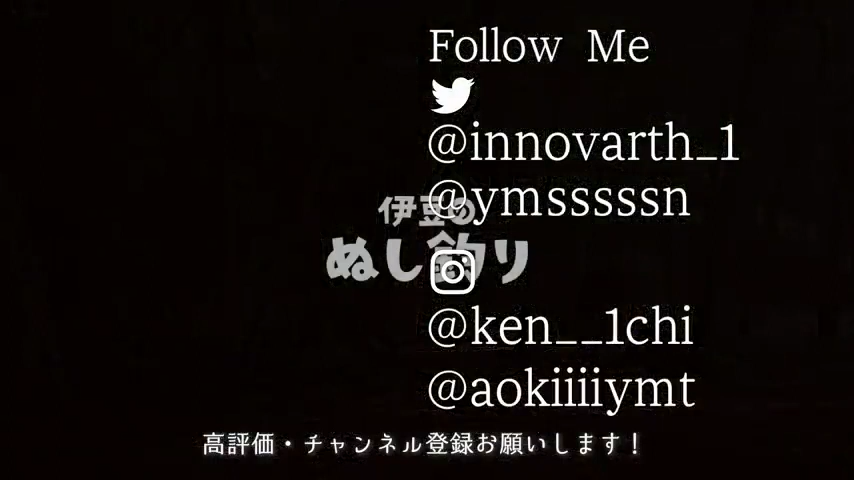 Follow Me
@innovarth_1
@ymsssssn
伊豆の
ぬし釣り
@ken__1chi
@aokiiiiymt
高評価・チャンネル登録お願いします！